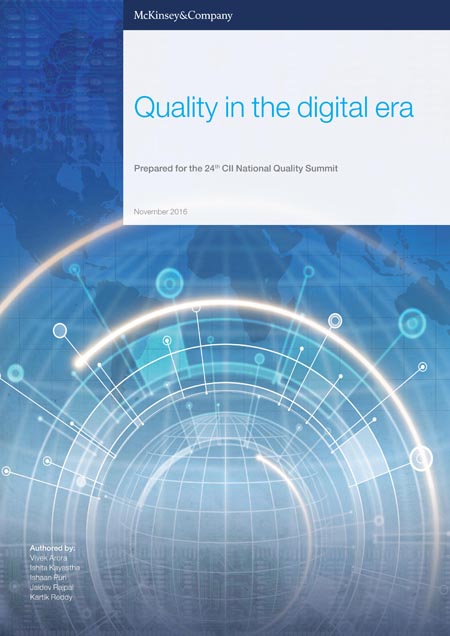 McKinsey&Company
Quality in the digital era
Prepared for the 24th CII National Quality Summit
November 2016
Authored by:
Vivek Arora
Ishita Kayastha
Ishaan Puri
Jaidev Rajpal
Kartik Reddy